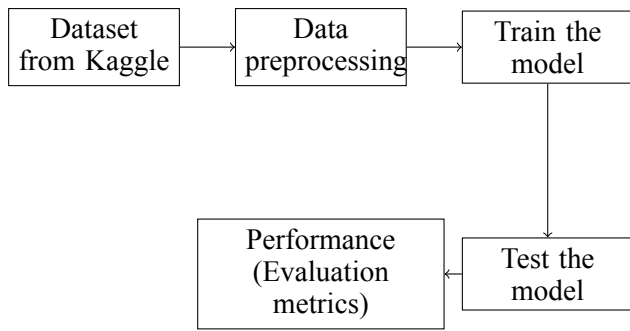 Dataset
from Kaggle
Data
preprocessing
Train the
model
Test the
model
Performance
(Evaluation
metrics)